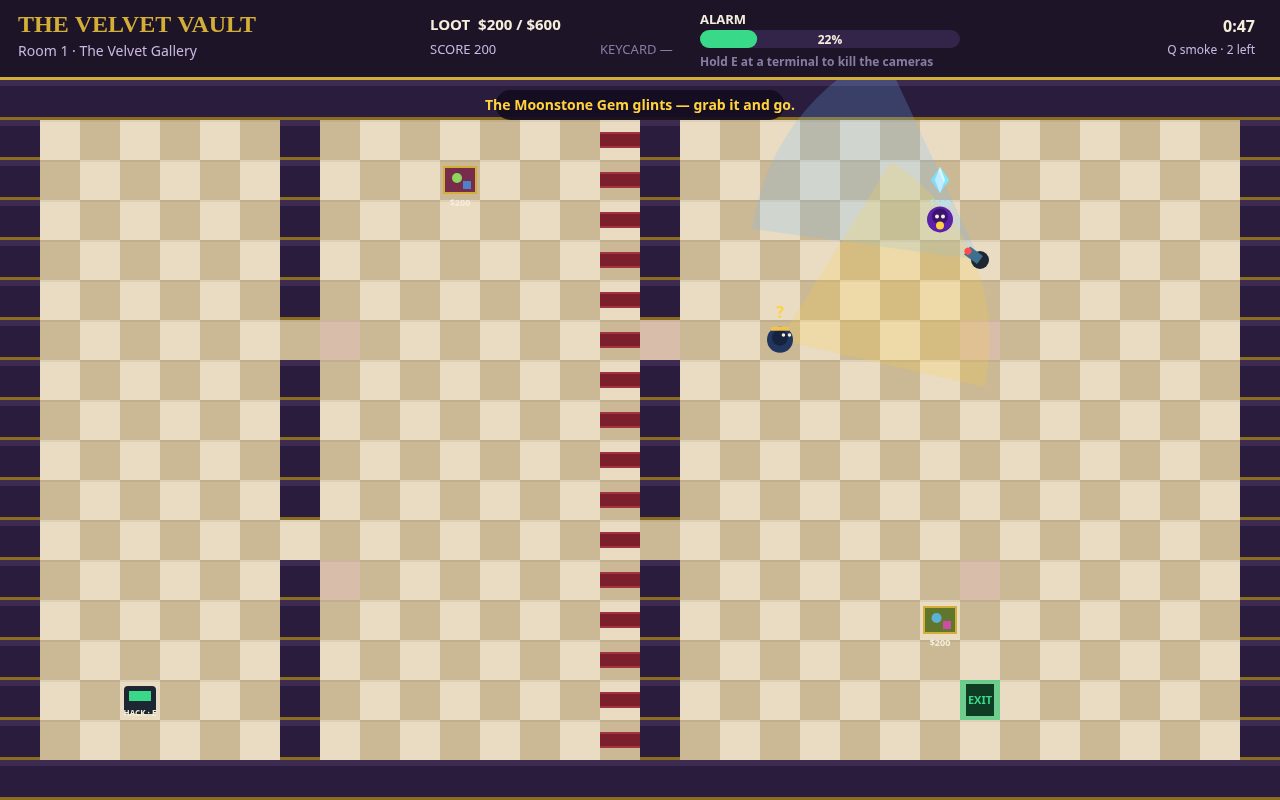 THE VELVET VAULT
Room 1 · The Velvet Gallery
LOOT $200 / $600
SCORE 200
KEYCARD —
ALARM
22%
Hold E at a terminal to kill the cameras
0:47
Q smoke · 2 left
The Moonstone Gem glints — grab it and go.
$200
?
$200
HACK · E
EXIT